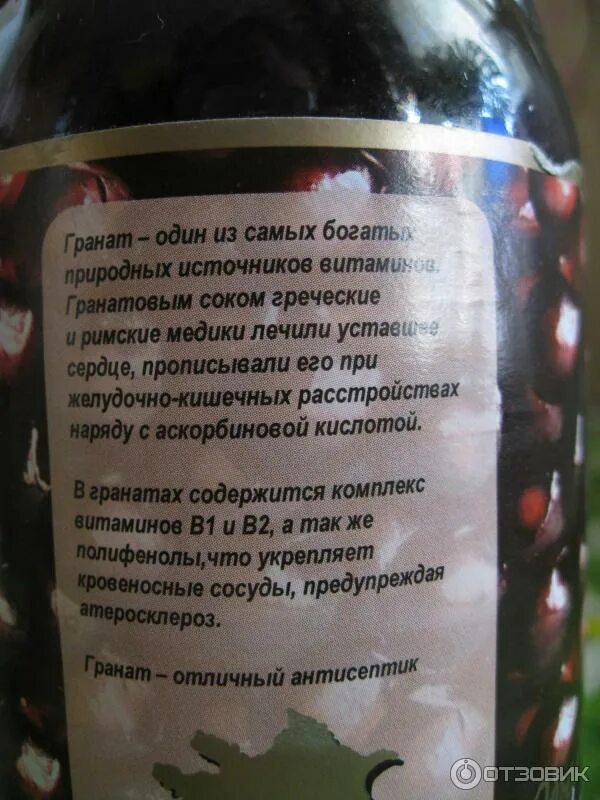 Гранат – один из самых богатых
природных источников витаминов.
Гранатовым соком греческие
и римские медики лечили уставшее
сердце, прописывали его при
желудочно-кишечных расстройствах
наряду с аскорбиновой кислотой.
В гранатах содержится комплекс
витаминов В1 и В2, а так же
полифенолы,что укрепляет
кровеносные сосуды, предупреждая
атеросклероз.
Гранат – отличный антисептик
ОТЗОВИК